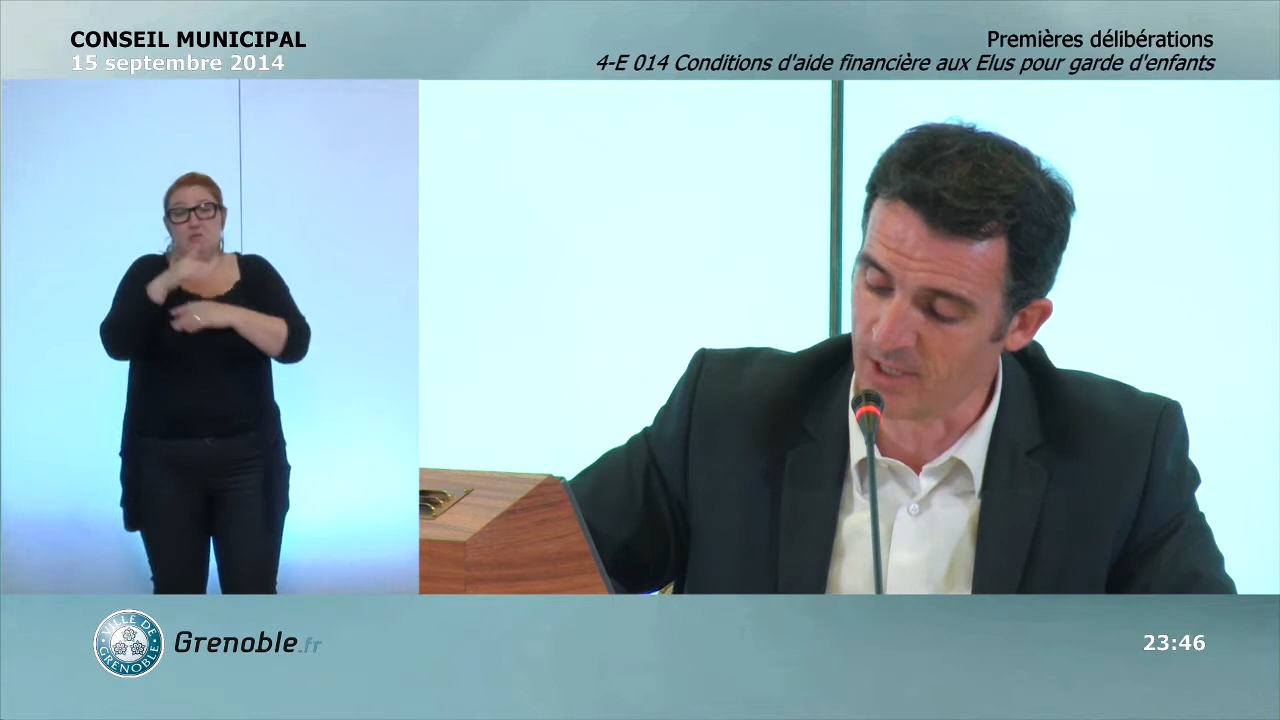 CONSEIL MUNICIPAL
15 septembre 2014
Premières délibérations
4-E 014 Conditions d'aide financière aux Elus pour garde d'enfants
VILLE DE GRENOBLE
Grenoble.fr
23:46